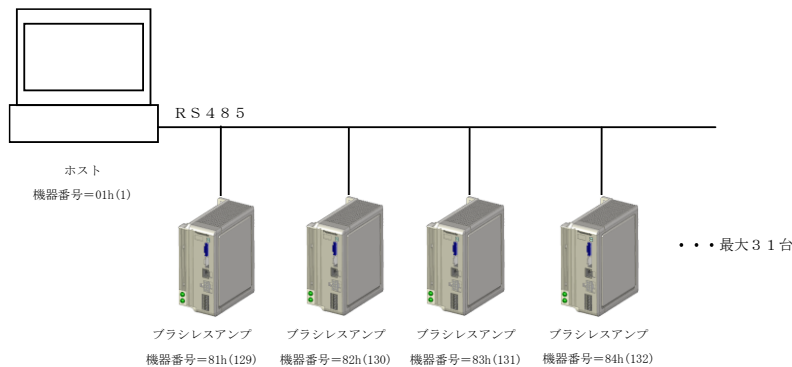 ＲＳ４８５
ホスト
機器番号＝01h(1)
・・・最大３１台
ブラシレスアンプ
機器番号＝81h(129)
ブラシレスアンプ
機器番号＝82h(130)
ブラシレスアンプ
機器番号＝83h(131)
ブラシレスアンプ
機器番号＝84h(132)